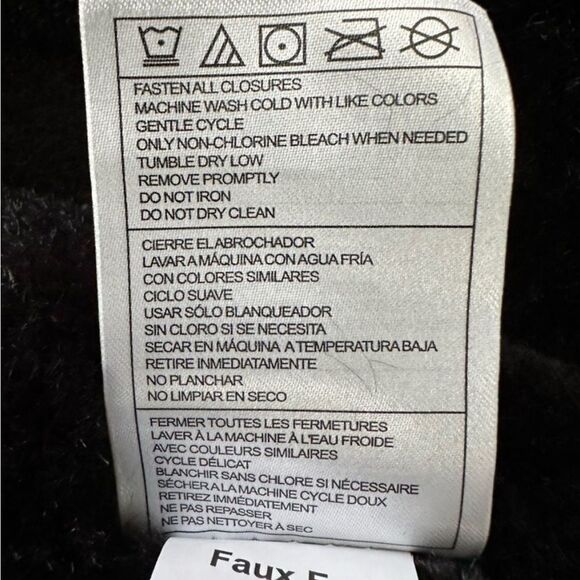 FASTEN ALL CLOSURES
MACHINE WASH COLD WITH LIKE COLORS
GENTLE CYCLE
ONLY NON-CHLORINE BLEACH WHEN NEEDED
TUMBLE DRY LOW
REMOVE PROMPTLY
DO NOT IRON
DO NOT DRY CLEAN
CIERRE EL ABROCHADOR
LAVAR A MÁQUINA CON AGUA FRÍA
CON COLORES SIMILARES
CICLO SUAVE
USAR SÓLO BLANQUEADOR
SIN CLORO SI SE NECESITA
SECAR EN MÁQUINA A TEMPERATURA BAJA
RETIRE INMEDIATAMENTE
NO PLANCHAR
NO LIMPIAR EN SECO
FERMER TOUTES LES FERMETURES
LAVER À LA MACHINE À L'EAU FROIDE
AVEC COULEURS SIMILAIRES
CYCLE DÉLICAT
BLANCHIR SANS CHLORE SI NÉCESSAIRE
SÉCHER A LA MACHINE CYCLE DOUX
RETIREZ IMMÉDIATEMENT
NE PAS REPASSER
NE PAS NETTOYER À SEC
Faux